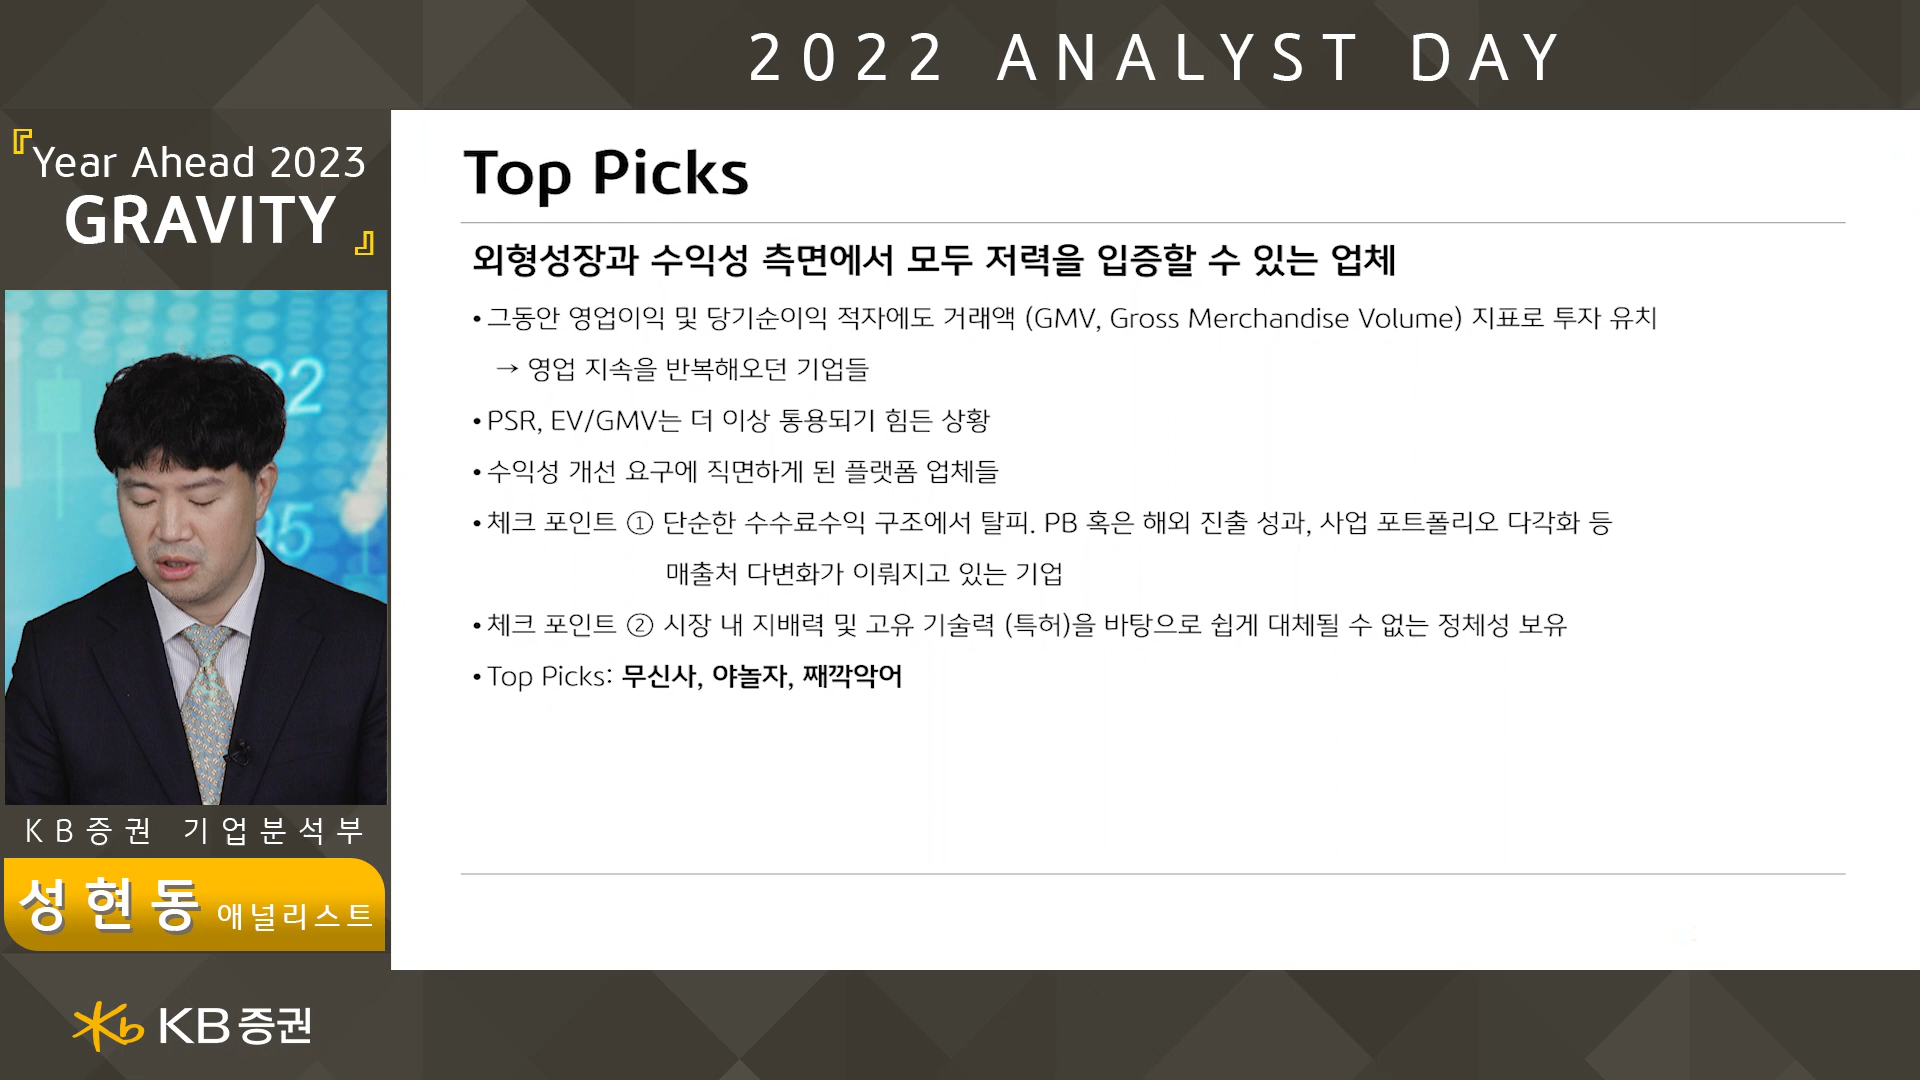 2022 ANALYST DAY
『Year Ahead 2023
GRAVITY』
Top Picks
외형성장과 수익성 측면에서 모두 저력을 입증할 수 있는 업체
• 그동안 영업이익 및 당기순이익 적자에도 거래액 (GMV, Gross Merchandise Volume) 지표로 투자 유치
→ 영업 지속을 반복해오던 기업들
• PSR, EV/GMV는 더 이상 통용되기 힘든 상황
• 수익성 개선 요구에 직면하게 된 플랫폼 업체들
• 체크 포인트 ① 단순한 수수료수익 구조에서 탈피. PB 혹은 해외 진출 성과, 사업 포트폴리오 다각화 등
매출처 다변화가 이뤄지고 있는 기업
• 체크 포인트 ② 시장 내 지배력 및 고유 기술력 (특허)을 바탕으로 쉽게 대체될 수 없는 정체성 보유
• Top Picks: 무신사, 야놀자, 째깍악어
KB증권 기업분석부
성현동 애널리스트
KB증권